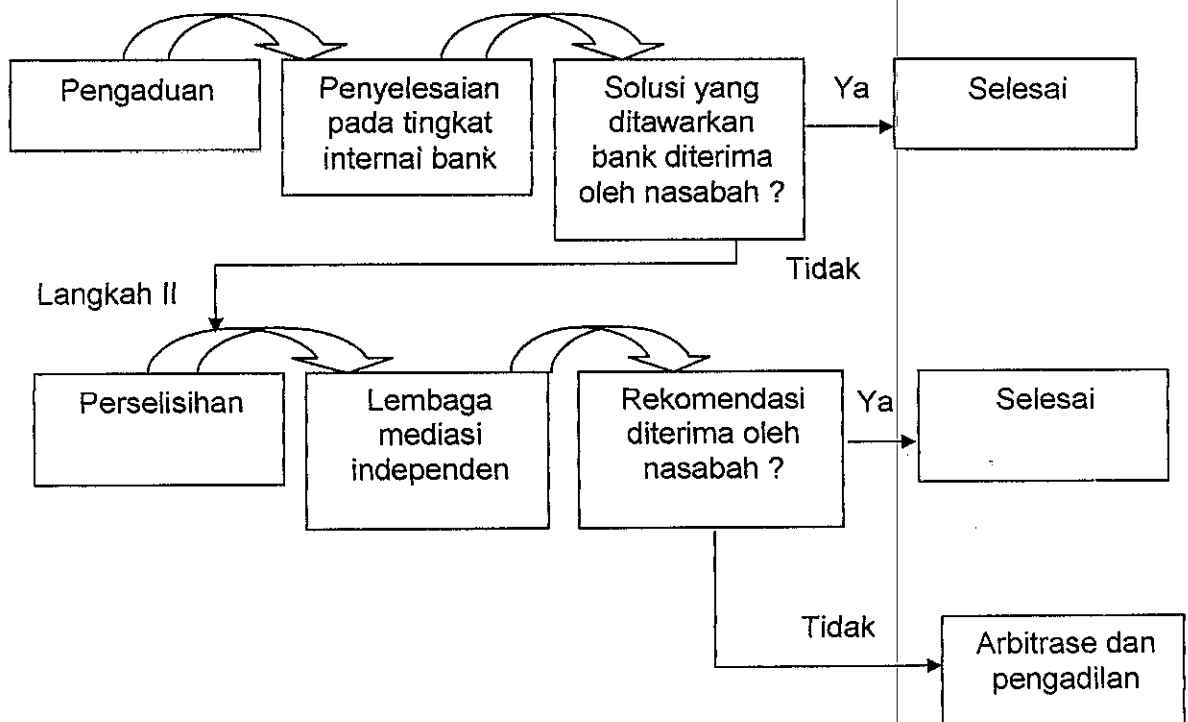 Pengaduan
Penyelesaian
pada tingkat
internal bank
Solusi yang
ditawarkan
bank diterima
oleh nasabah ?
Ya
Selesai
Tidak
Langkah II
Perselisihan
Lembaga
mediasi
independen
Rekomendasi
diterima oleh
nasabah ?
Ya
Selesai
Tidak
Arbitrase dan
pengadilan